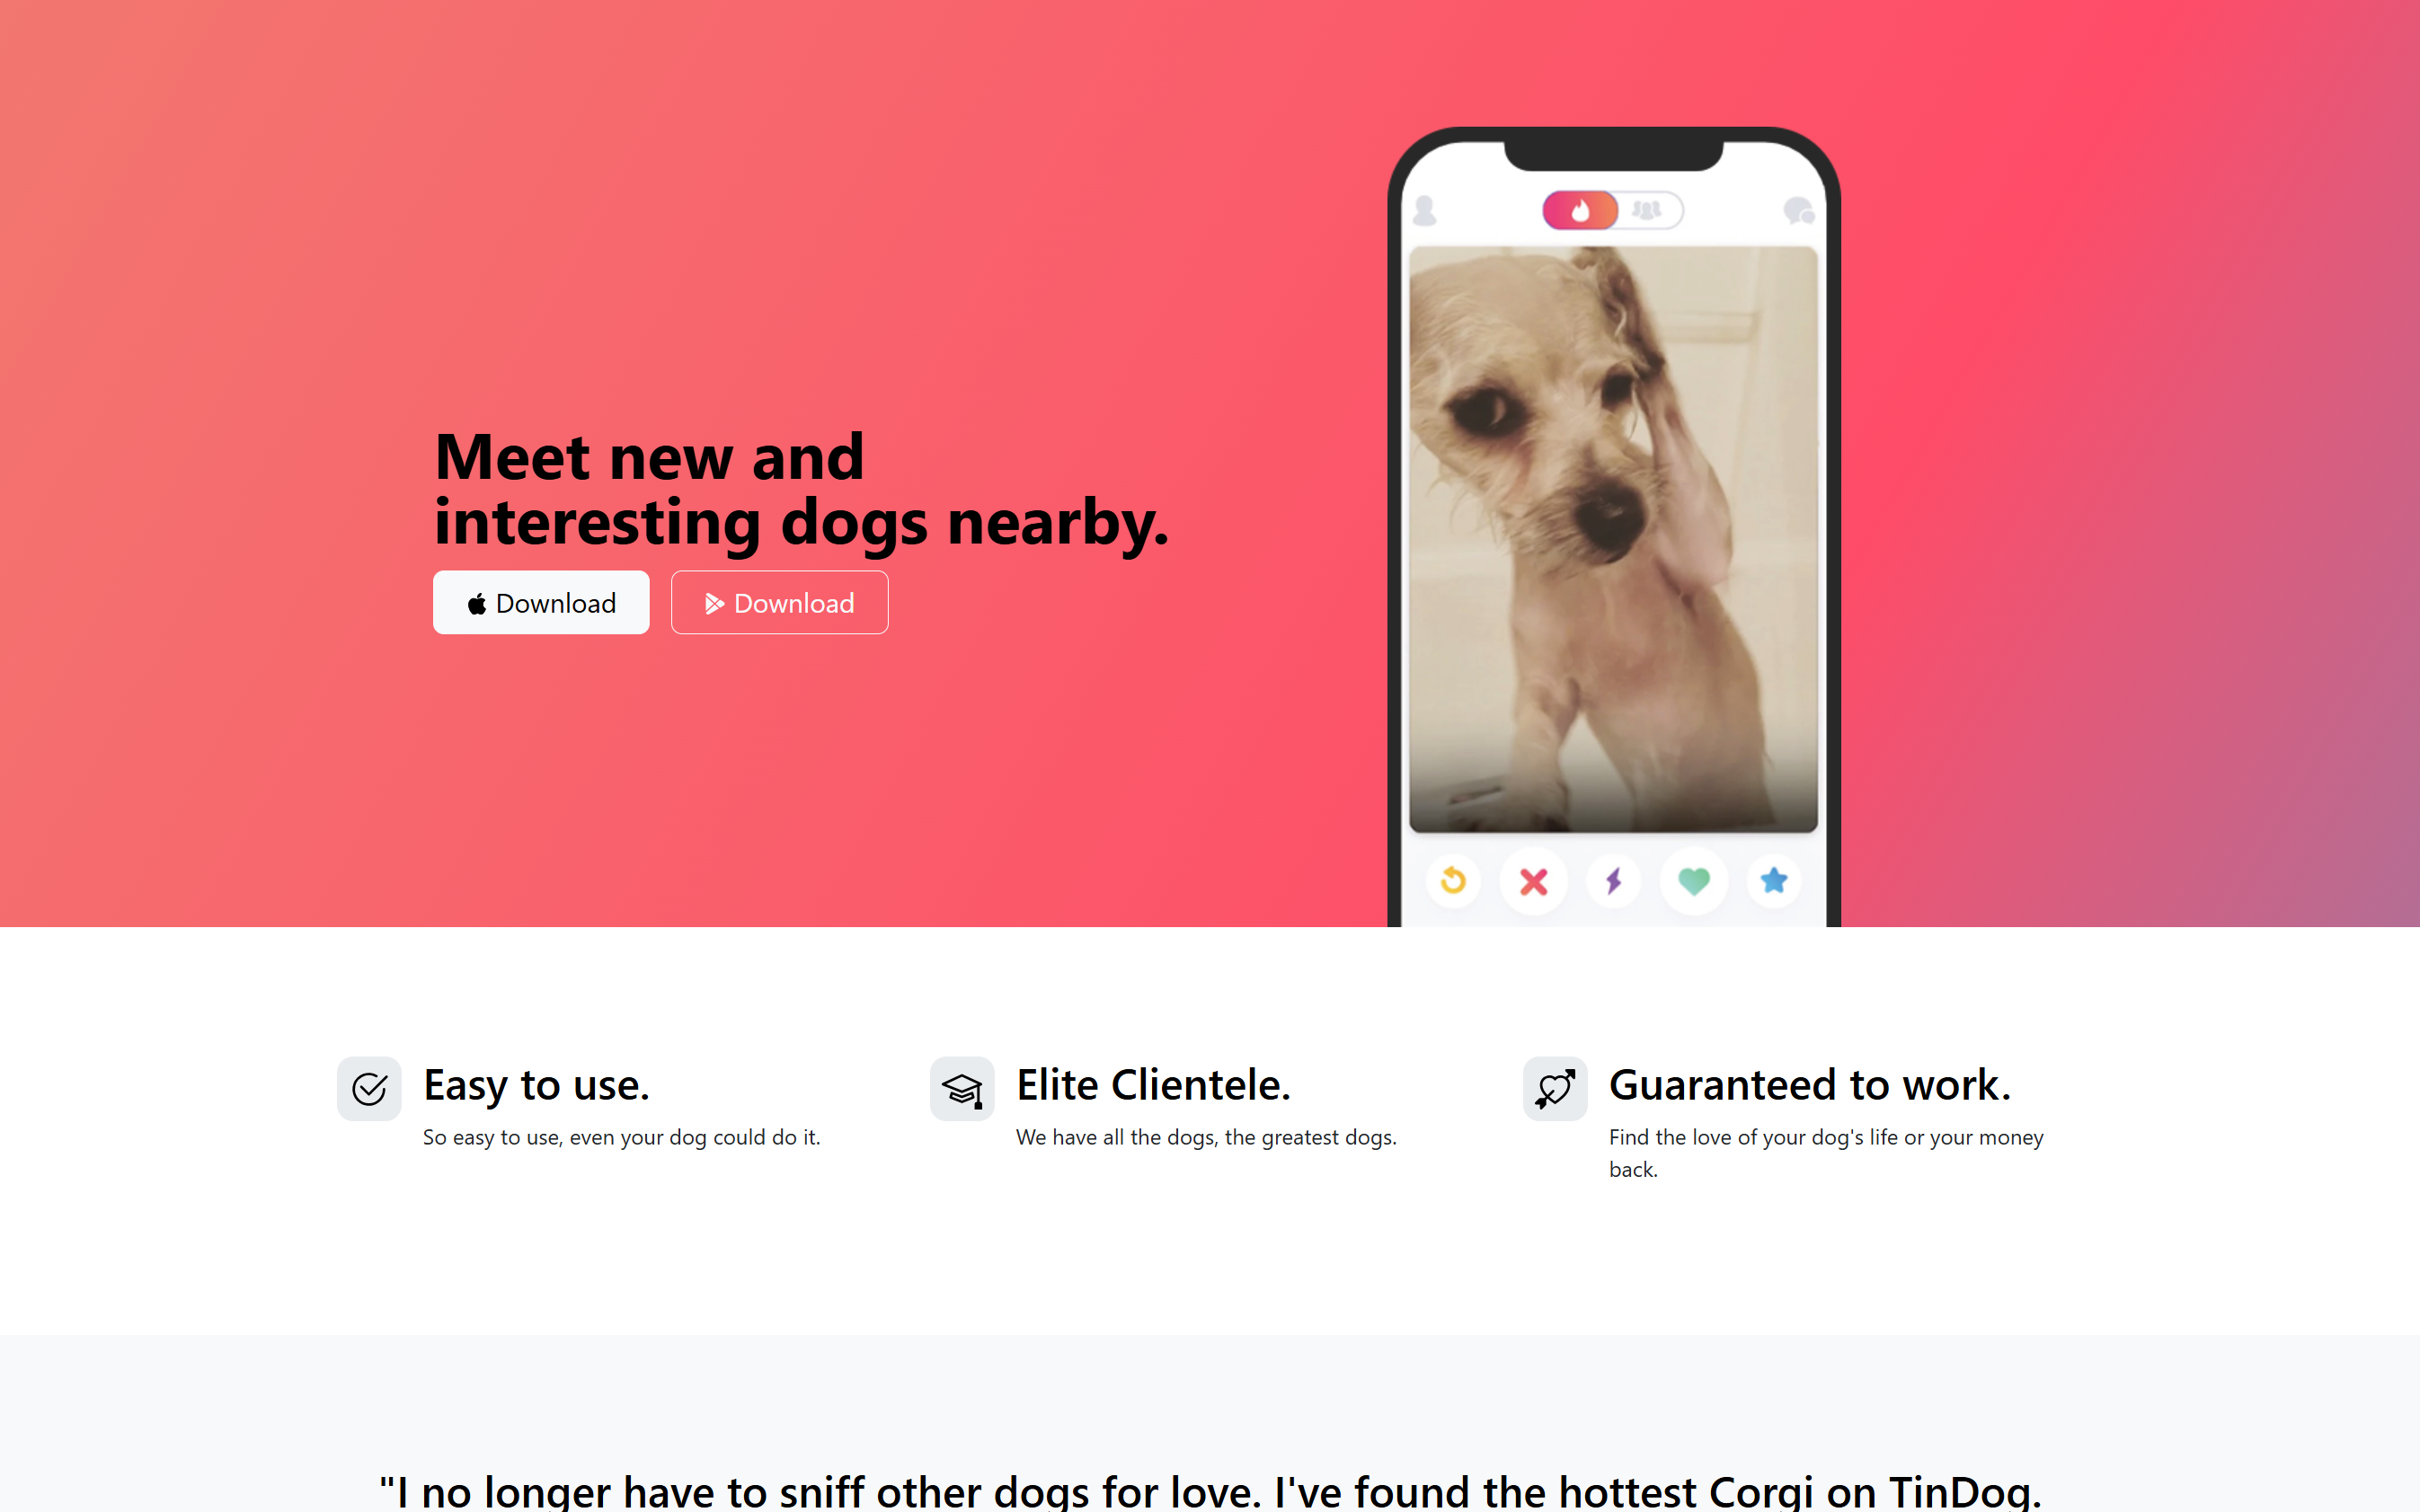 Meet new and
interesting dogs nearby.
Download
Download
Easy to use.
So easy to use, even your dog could do it.
Elite Clientele.
We have all the dogs, the greatest dogs.
Guaranteed to work.
Find the love of your dog's life or your money
back.
"I no longer have to sniff other dogs for love. I've found the hottest Corgi on TinDog.